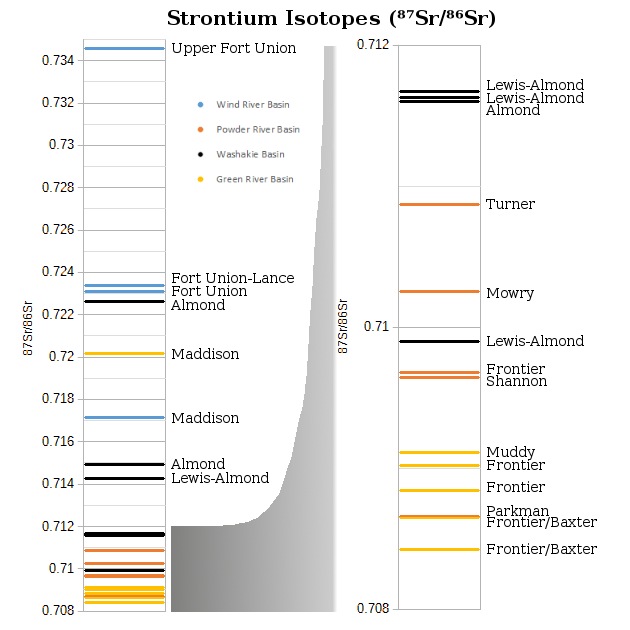 Strontium Isotopes (⁸⁷Sr/⁸⁶Sr)
0.734
0.732
0.73
0.728
0.726
0.724
0.722
0.72
0.718
0.716
0.714
0.712
0.71
0.708
87Sr/86Sr
Upper Fort Union
Fort Union-Lance
Fort Union
Almond
Maddison
Maddison
Almond
Lewis-Almond
Wind River Basin
Powder River Basin
Washakie Basin
Green River Basin
0.712
0.71
0.708
87Sr/86Sr
Lewis-Almond
Lewis-Almond
Almond
Turner
Mowry
Lewis-Almond
Frontier
Shannon
Muddy
Frontier
Frontier
Parkman
Frontier/Baxter
Frontier/Baxter